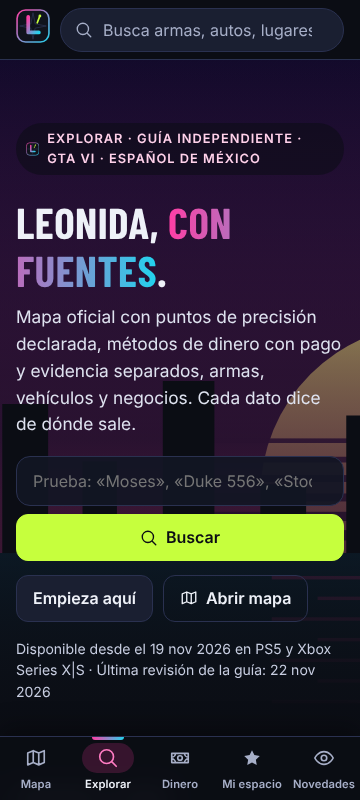 Busca armas, autos, lugares
EXPLORAR · GUÍA INDEPENDIENTE ·
GTA VI · ESPAÑOL DE MÉXICO
LEONIDA, CON
FUENTES.
Mapa oficial con puntos de precisión
declarada, métodos de dinero con pago
y evidencia separados, armas,
vehículos y negocios. Cada dato dice
de dónde sale.
Prueba: «Moses», «Duke 556», «Stoc
Buscar
Empieza aquí
Abrir mapa
Disponible desde el 19 nov 2026 en PS5 y Xbox
Series X|S · Última revisión de la guía: 22 nov
2026
Mapa
Explorar
Dinero
Mi espacio
Novedades